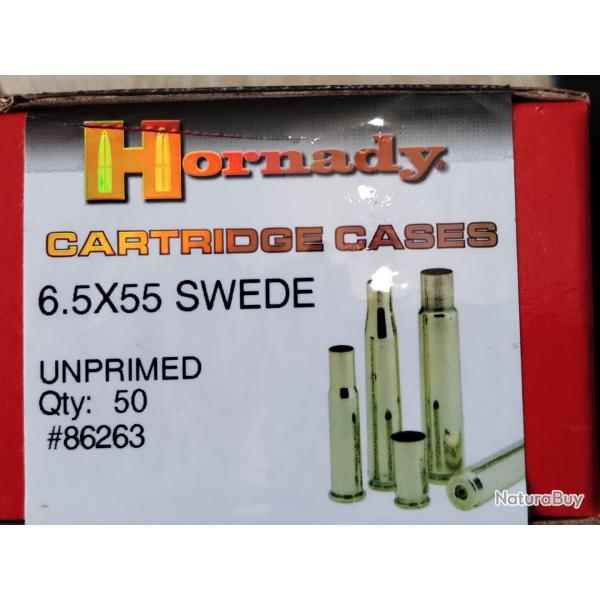 Hornady.
CARTRIDGE CASES
6.5X55 SWEDE
UNPRIMED
Qty: 50
#86263
NaturaBuy